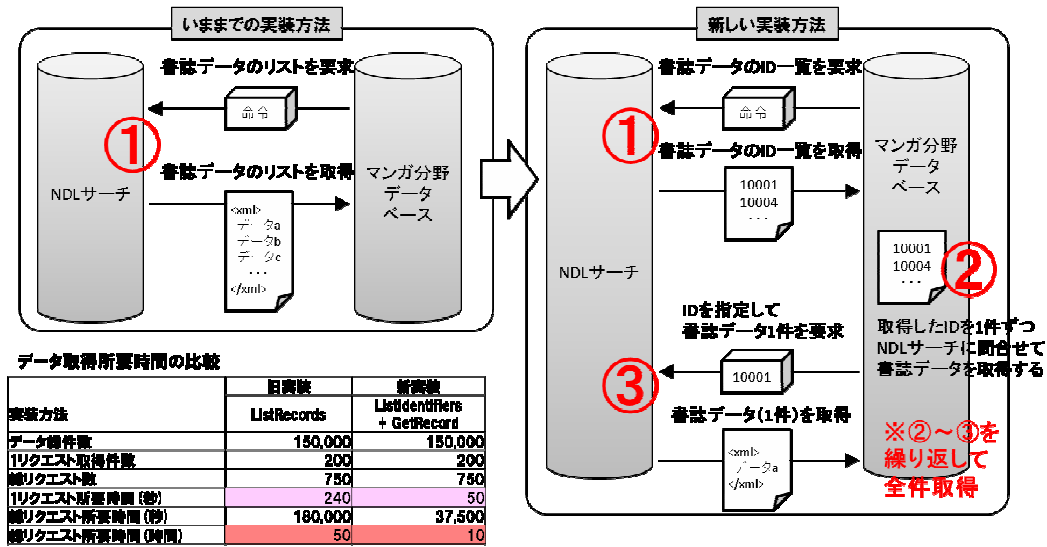 いままでの実装方法
書誌データのリストを要求
命令
①
書誌データのリストを取得
NDLサーチ
マンガ分野
データ
ベース
<xml>
データa
データb
データc
・・・
</xml>
新しい実装方法
書誌データのID一覧を要求
命令
①
書誌データのID一覧を取得
マンガ分野
データ
ベース
10001
10004
・・・
NDLサーチ
10001
10004
・・・
②
取得したIDを1件ずつ
NDLサーチに問合せて
書誌データを取得する
IDを指定して
書誌データ1件を要求
10001
③
書誌データ(1件)を取得
<xml>
データa
</xml>
※②～③を
繰り返して
全件取得
データ取得所要時間の比較
旧実装 新実装
実装方法 ListRecords ListIdentifiers
+ GetRecord
データ総件数 150,000 150,000
1リクエスト取得件数 200 200
総リクエスト数 750 750
1リクエスト所要時間(秒) 240 50
総リクエスト所要時間(秒) 180,000 37,500
総リクエスト所要時間(時間) 50 10